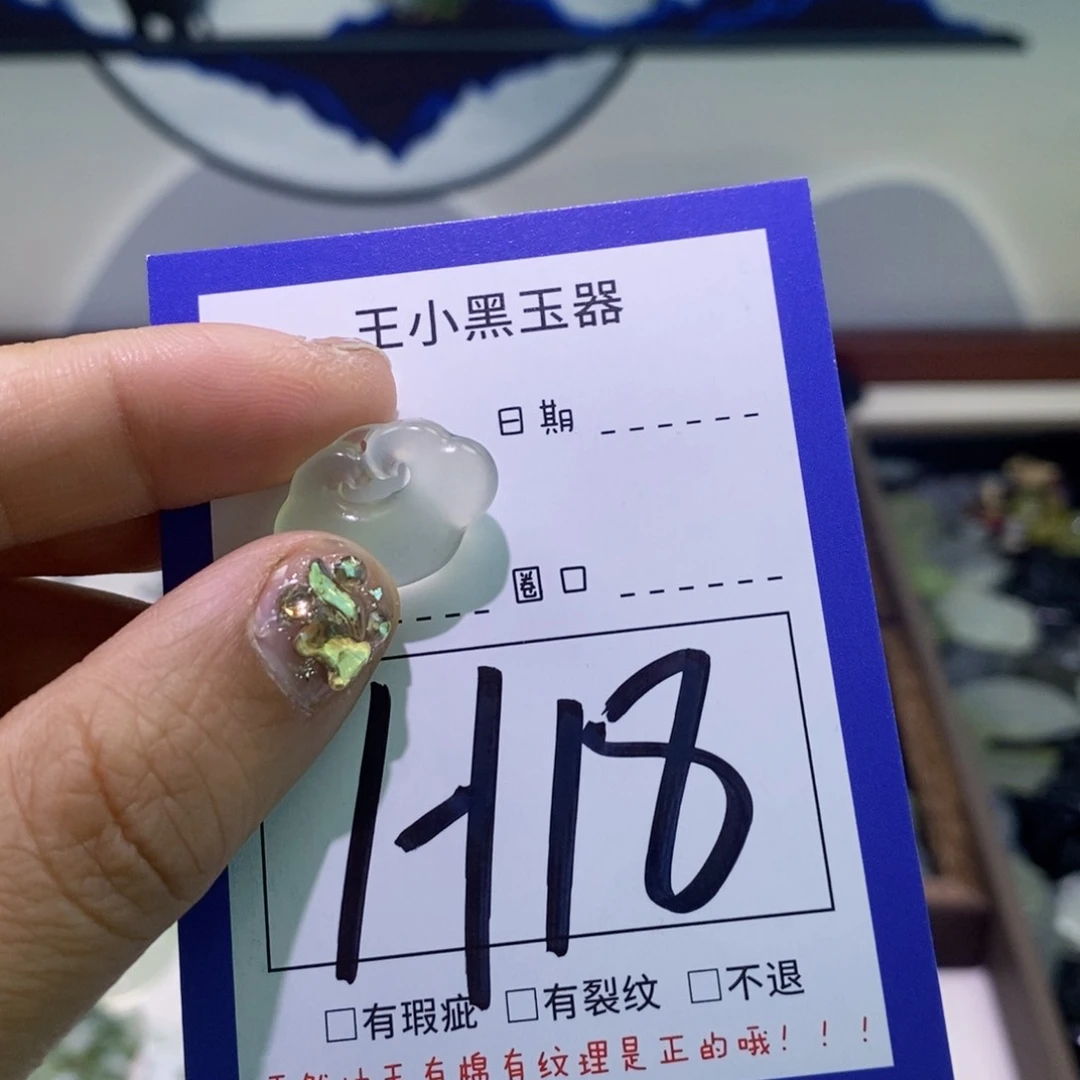 王小黑玉器
日期
圈口
1418
□有瑕疵 □有裂纹 □不退
有棉有纹理是正的哦！！！